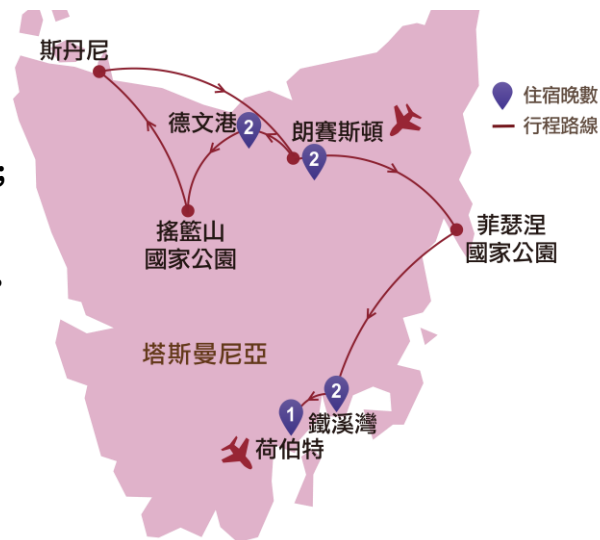 斯丹尼
住宿晚數
行程路線
德文港
2
朗賽斯頓
2
;
搖籃山
國家公園
菲瑟涅
國家公園
塔斯曼尼亞
2
1
鐵溪灣
荷伯特